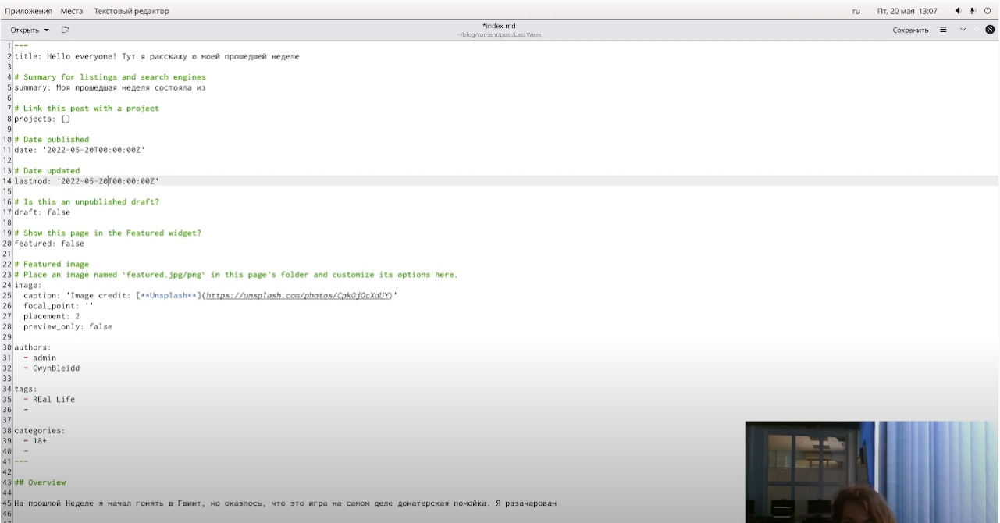 Приложения Места Текстовый редактор ru Пт, 20 мая 13:07
Открыть *index.md Сохранить
~/blog/content/post/Last Week
1 ---
2 title: Hello everyone! Тут я расскажу о моей прошедшей неделе
3
4 # Summary for listings and search engines
5 summary: Моя прошедшая неделя состояла из
6
7 # Link this post with a project
8 projects: []
9
10 # Date published
11 date: '2022-05-20T00:00:00Z'
12
13 # Date updated
14 lastmod: '2022-05-20T00:00:00Z'
15
16 # Is this an unpublished draft?
17 draft: false
18
19 # Show this page in the Featured widget?
20 featured: false
21
22 # Featured image
23 # Place an image named `featured.jpg/png` in this page's folder and customize its options here.
24 image:
25 caption: 'Image credit: [**Unsplash**](https://unsplash.com/photos/CpkOjOcXdUY)'
26 focal_point: ''
27 placement: 2
28 preview_only: false
29
30 authors:
31 - admin
32 - GwynBleidd
33
34 tags:
35 - REal Life
36 -
37
38 categories:
39 - 18+
40 -
41 ---
42
43 ## Overview
44
45 На прошлой Неделе я начал гонять в Гвинт, но оказлось, что это игра на самом деле донатерская помойка. Я разачарован
46